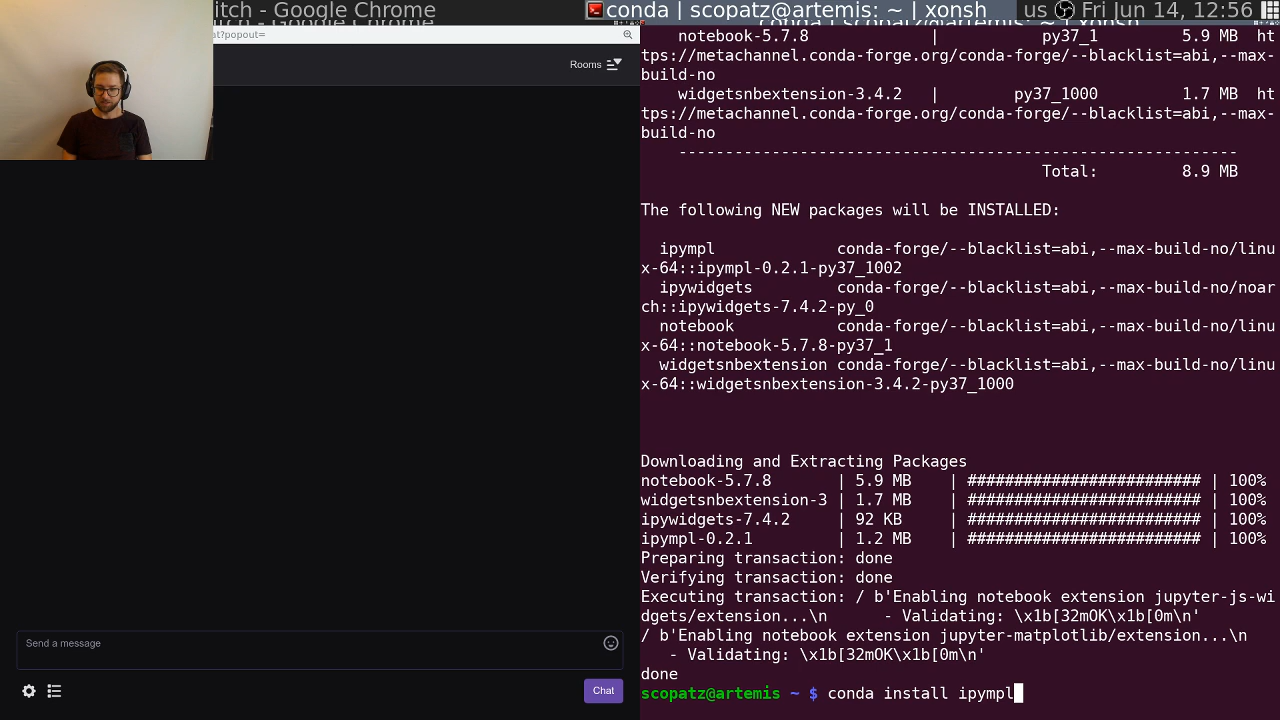 itch - Google Chrome
conda | scopatz@artemis: ~ | xonsh
us
Fri Jun 14, 12:56
at?popout=
Rooms
Send a message
Chat
notebook-5.7.8 | py37_1 5.9 MB ht
tps://metachannel.conda-forge.org/conda-forge/--blacklist=abi,--max-
build-no
widgetsnbextension-3.4.2 | py37_1000 1.7 MB ht
tps://metachannel.conda-forge.org/conda-forge/--blacklist=abi,--max-
build-no
------------------------------------------------------------
Total: 8.9 MB
The following NEW packages will be INSTALLED:
ipympl conda-forge/--blacklist=abi,--max-build-no/linu
x-64::ipympl-0.2.1-py37_1002
ipywidgets conda-forge/--blacklist=abi,--max-build-no/noar
ch::ipywidgets-7.4.2-py_0
notebook conda-forge/--blacklist=abi,--max-build-no/linu
x-64::notebook-5.7.8-py37_1
widgetsnbextension conda-forge/--blacklist=abi,--max-build-no/linu
x-64::widgetsnbextension-3.4.2-py37_1000
Downloading and Extracting Packages
notebook-5.7.8 | 5.9 MB | ######################### | 100%
widgetsnbextension-3 | 1.7 MB | ######################### | 100%
ipywidgets-7.4.2 | 92 KB | ######################### | 100%
ipympl-0.2.1 | 1.2 MB | ######################### | 100%
Preparing transaction: done
Verifying transaction: done
Executing transaction: / b'Enabling notebook extension jupyter-js-wi
dgets/extension...\n - Validating: \x1b[32mOK\x1b[0m\n'
/ b'Enabling notebook extension jupyter-matplotlib/extension...\n
- Validating: \x1b[32mOK\x1b[0m\n'
done
scopatz@artemis ~ $ conda install ipympl